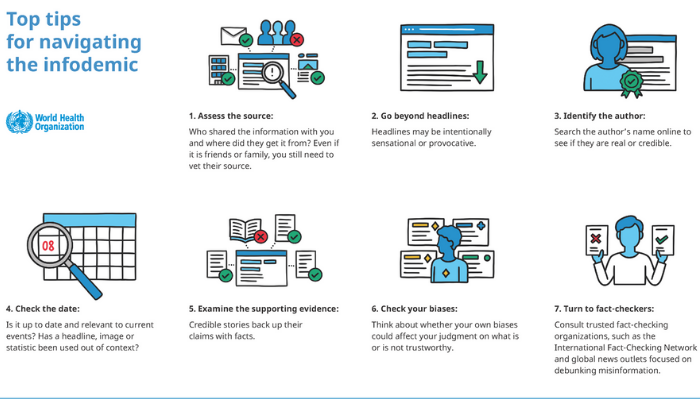 Top tips
for navigating
the infodemic
World Health
Organization
1. Assess the source:
Who shared the information with you
and where did they get it from? Even if
it is friends or family, you still need to
vet their source.
2. Go beyond headlines:
Headlines may be intentionally
sensational or provocative.
3. Identify the author:
Search the author's name online to
see if they are real or credible.
08
4. Check the date:
Is it up to date and relevant to current
events? Has a headline, image or
statistic been used out of context?
5. Examine the supporting evidence:
Credible stories back up their
claims with facts.
6. Check your biases:
Think about whether your own biases
could affect your judgment on what is
or is not trustworthy.
7. Turn to fact-checkers:
Consult trusted fact-checking
organizations, such as the
International Fact-Checking Network
and global news outlets focused on
debunking misinformation.